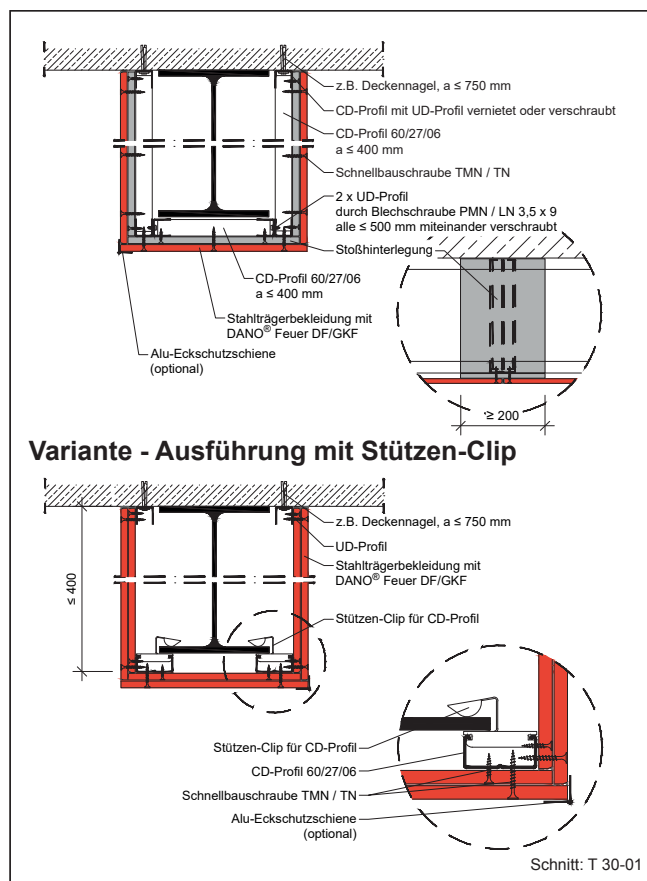 z.B. Deckennagel, a ≤ 750 mm
CD-Profil mit UD-Profil vernietet oder verschraubt
CD-Profil 60/27/06
a ≤ 400 mm
Schnellbauschraube TMN / TN
2 x UD-Profil
durch Blechschraube PMN / LN 3,5 x 9
alle ≤ 500 mm miteinander verschraubt
Stoßhinterlegung
CD-Profil 60/27/06
a ≤ 400 mm
Stahlträgerbekleidung mit
DANO® Feuer DF/GKF
Alu-Eckschutzschiene
(optional)
≥ 200
Variante - Ausführung mit Stützen-Clip
z.B. Deckennagel, a ≤ 750 mm
UD-Profil
Stahlträgerbekleidung mit
DANO® Feuer DF/GKF
≤ 400
Stützen-Clip für CD-Profil
Stützen-Clip für CD-Profil
CD-Profil 60/27/06
Schnellbauschraube TMN / TN
Alu-Eckschutzschiene
(optional)
Schnitt: T 30-01